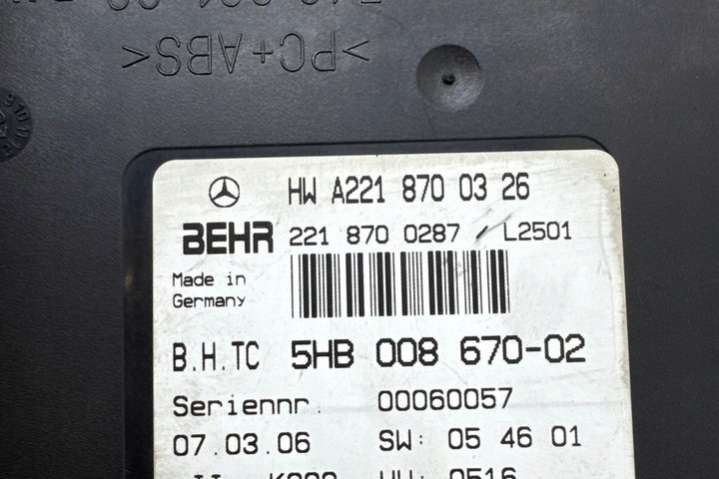 >PC+ABS<
HW A221 870 03 26
BEHR 221 870 0287 / L2501
Made in
Germany
B.H.TC 5HB 008 670-02
Seriennr. 00060057
07.03.06 SW: 05 46 01